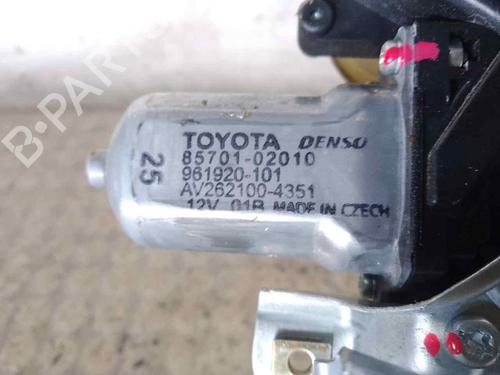 TOYOTA DENSO
85701-02010
961920-101
AV262100-4351
12V 01B MADE IN CZECH
25
B-PARTS